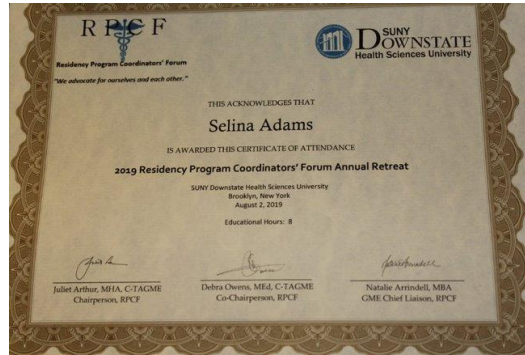 RPCF
Residency Program Coordinators' Forum
"We advocate for ourselves and each other."
SUNY
DOWNSTATE
Health Sciences University
THIS ACKNOWLEDGES THAT
Selina Adams
IS AWARDED THIS CERTIFICATE OF ATTENDANCE
2019 Residency Program Coordinators' Forum Annual Retreat
SUNY Downstate Health Sciences University
Brooklyn, New York
August 2, 2019
Educational Hours: 8
Juliet Arthur, MHA, C-TAGME
Chairperson, RPCF
Debra Owens, MEd, C-TAGME
Co-Chairperson, RPCF
Natalie Arrindell, MBA
GME Chief Liaison, RPCF